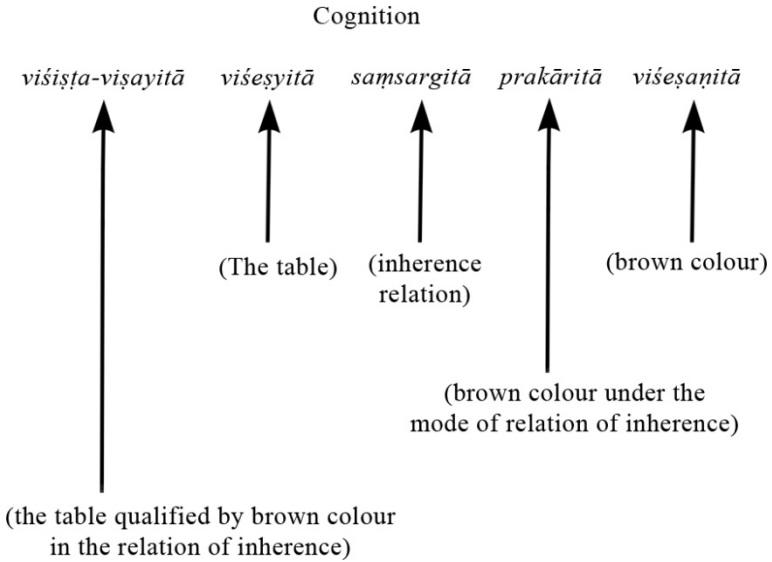 Cognition
viśiṣṭa-viṣayitā viśeṣyitā saṃsargitā prakāritā viśeṣaṇitā
(The table) (inherence relation) (brown colour)
(brown colour under the
mode of relation of inherence)
(the table qualified by brown colour
in the relation of inherence)